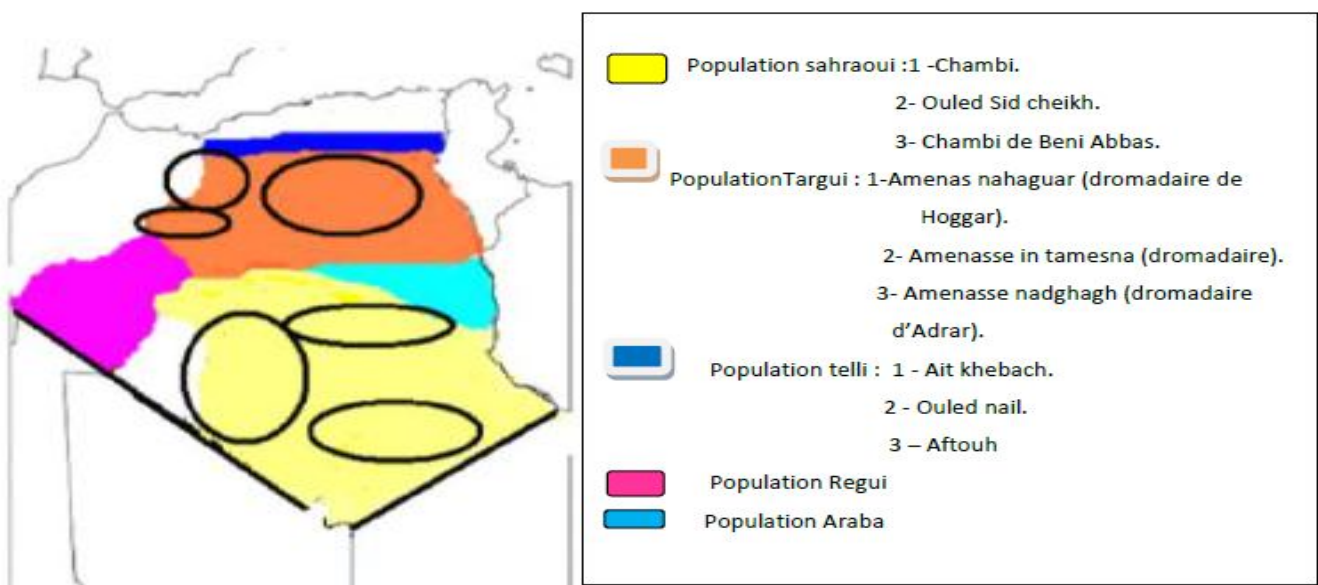 Population sahraoui :1 -Chambi.
2- Ouled Sid cheikh.
3- Chambi de Beni Abbas.
PopulationTargui : 1-Amenas nahaguar (dromadaire de
Hoggar).
2- Amenasse in tamesna (dromadaire).
3- Amenasse nadghagh (dromadaire
d’Adrar).
Population telli : 1 - Ait khebach.
2 - Ouled nail.
3 – Aftouh
Population Regui
Population Araba